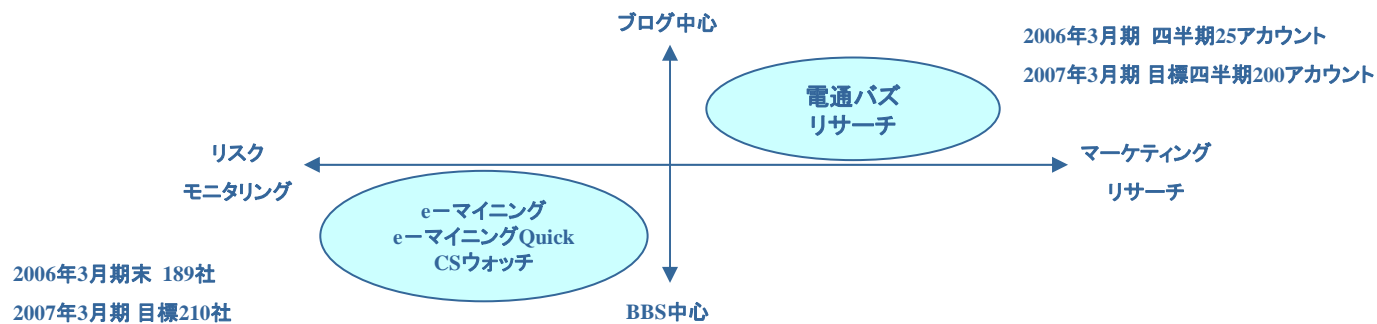 ブログ中心
2006年3月期 四半期25アカウント
2007年3月期 目標四半期200アカウント
電通バズ
リサーチ
リスク
モニタリング
マーケティング
リサーチ
eーマイニング
eーマイニングQuick
CSウォッチ
2006年3月期末 189社
2007年3月期 目標210社
BBS中心